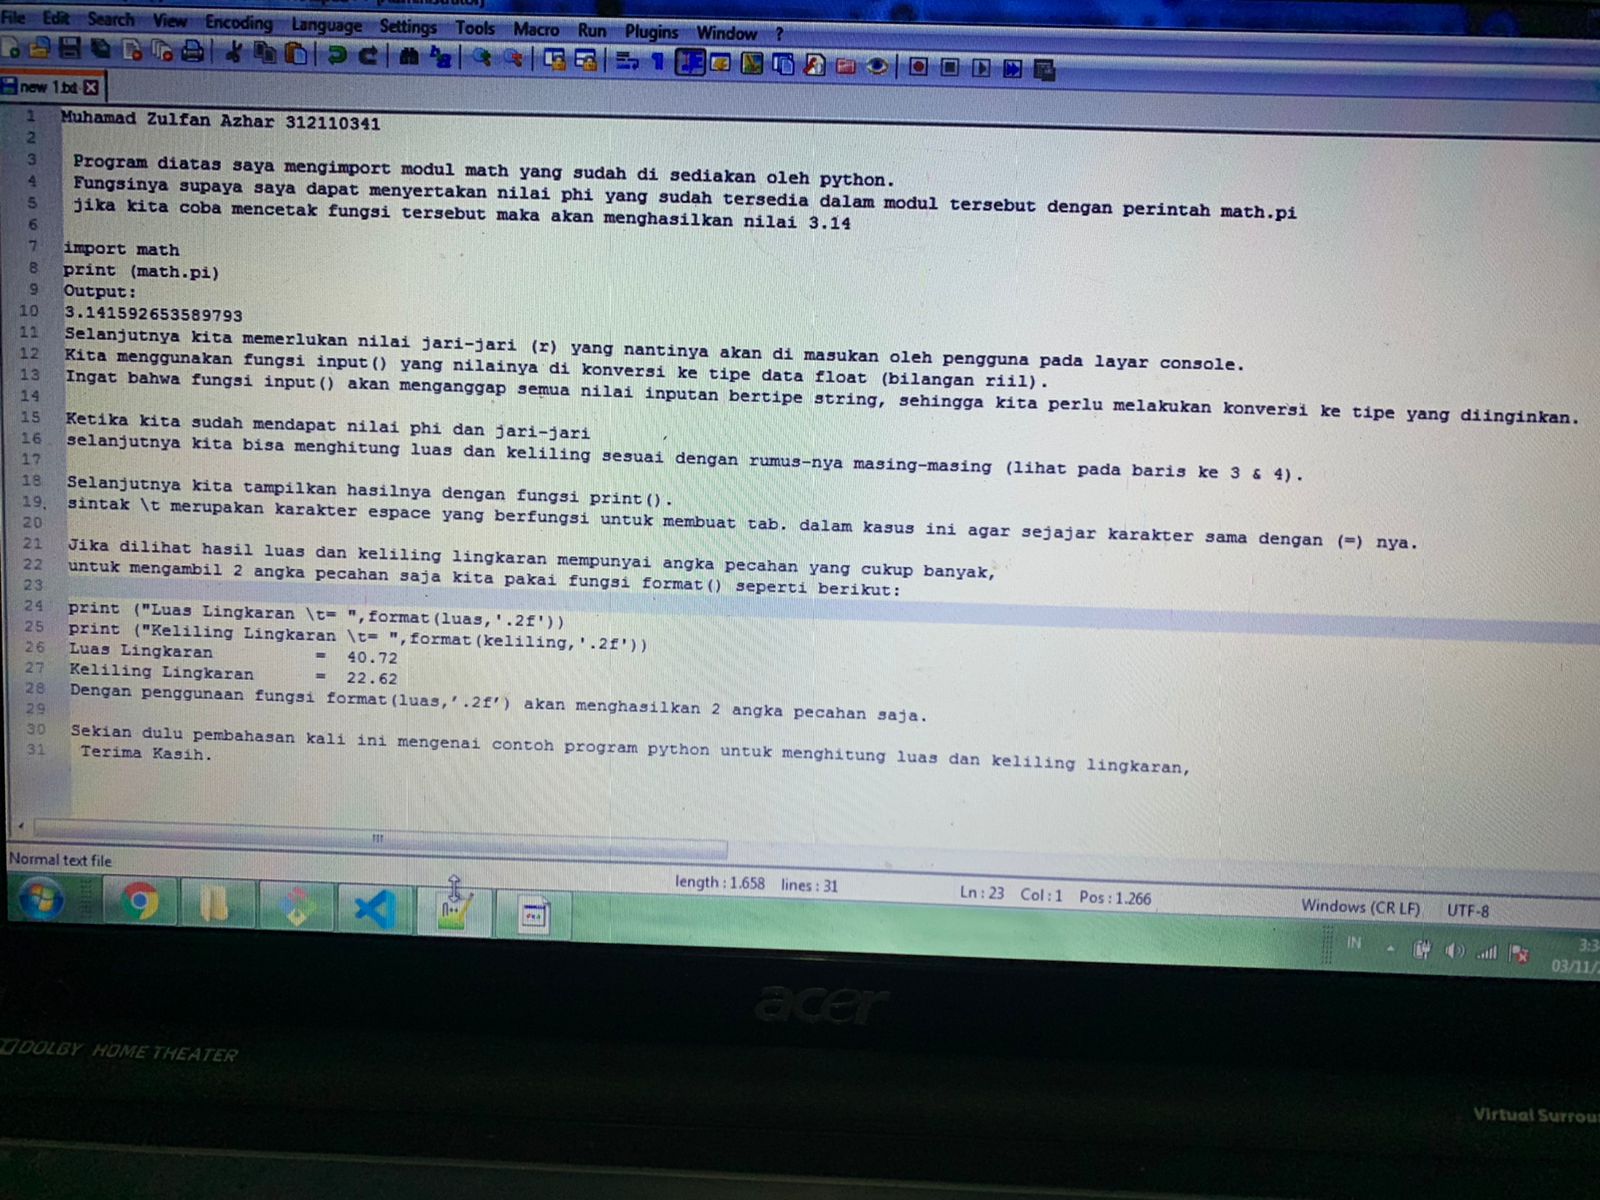 File Edit Search View Encoding Language Settings Tools Macro Run Plugins Window ?
new 1.txt
1 Muhamad Zulfan Azhar 312110341
2
3 Program diatas saya mengimport modul math yang sudah di sediakan oleh python.
4 Fungsinya supaya saya dapat menyertakan nilai phi yang sudah tersedia dalam modul tersebut dengan perintah math.pi
5 jika kita coba mencetak fungsi tersebut maka akan menghasilkan nilai 3.14
6
7 import math
8 print (math.pi)
9 Output:
10 3.141592653589793
11 Selanjutnya kita memerlukan nilai jari-jari (r) yang nantinya akan di masukan oleh pengguna pada layar console.
12 Kita menggunakan fungsi input() yang nilainya di konversi ke tipe data float (bilangan riil).
13 Ingat bahwa fungsi input() akan menganggap semua nilai inputan bertipe string, sehingga kita perlu melakukan konversi ke tipe yang diinginkan.
14
15 Ketika kita sudah mendapat nilai phi dan jari-jari
16 selanjutnya kita bisa menghitung luas dan keliling sesuai dengan rumus-nya masing-masing (lihat pada baris ke 3 & 4).
17
18 Selanjutnya kita tampilkan hasilnya dengan fungsi print().
19 sintak \t merupakan karakter espace yang berfungsi untuk membuat tab. dalam kasus ini agar sejajar karakter sama dengan (=) nya.
20
21 Jika dilihat hasil luas dan keliling lingkaran mempunyai angka pecahan yang cukup banyak,
22 untuk mengambil 2 angka pecahan saja kita pakai fungsi format() seperti berikut:
23
24 print ("Luas Lingkaran \t= ",format(luas,'.2f'))
25 print ("Keliling Lingkaran \t= ",format(keliling,'.2f'))
26 Luas Lingkaran = 40.72
27 Keliling Lingkaran = 22.62
28 Dengan penggunaan fungsi format(luas,'.2f') akan menghasilkan 2 angka pecahan saja.
29
30 Sekian dulu pembahasan kali ini mengenai contoh program python untuk menghitung luas dan keliling lingkaran,
31 Terima Kasih.
Normal text file length : 1.658 lines : 31 Ln : 23 Col : 1 Pos : 1.266 Windows (CR LF) UTF-8
IN
03/11/
acer
DOLBY HOME THEATER
Virtual